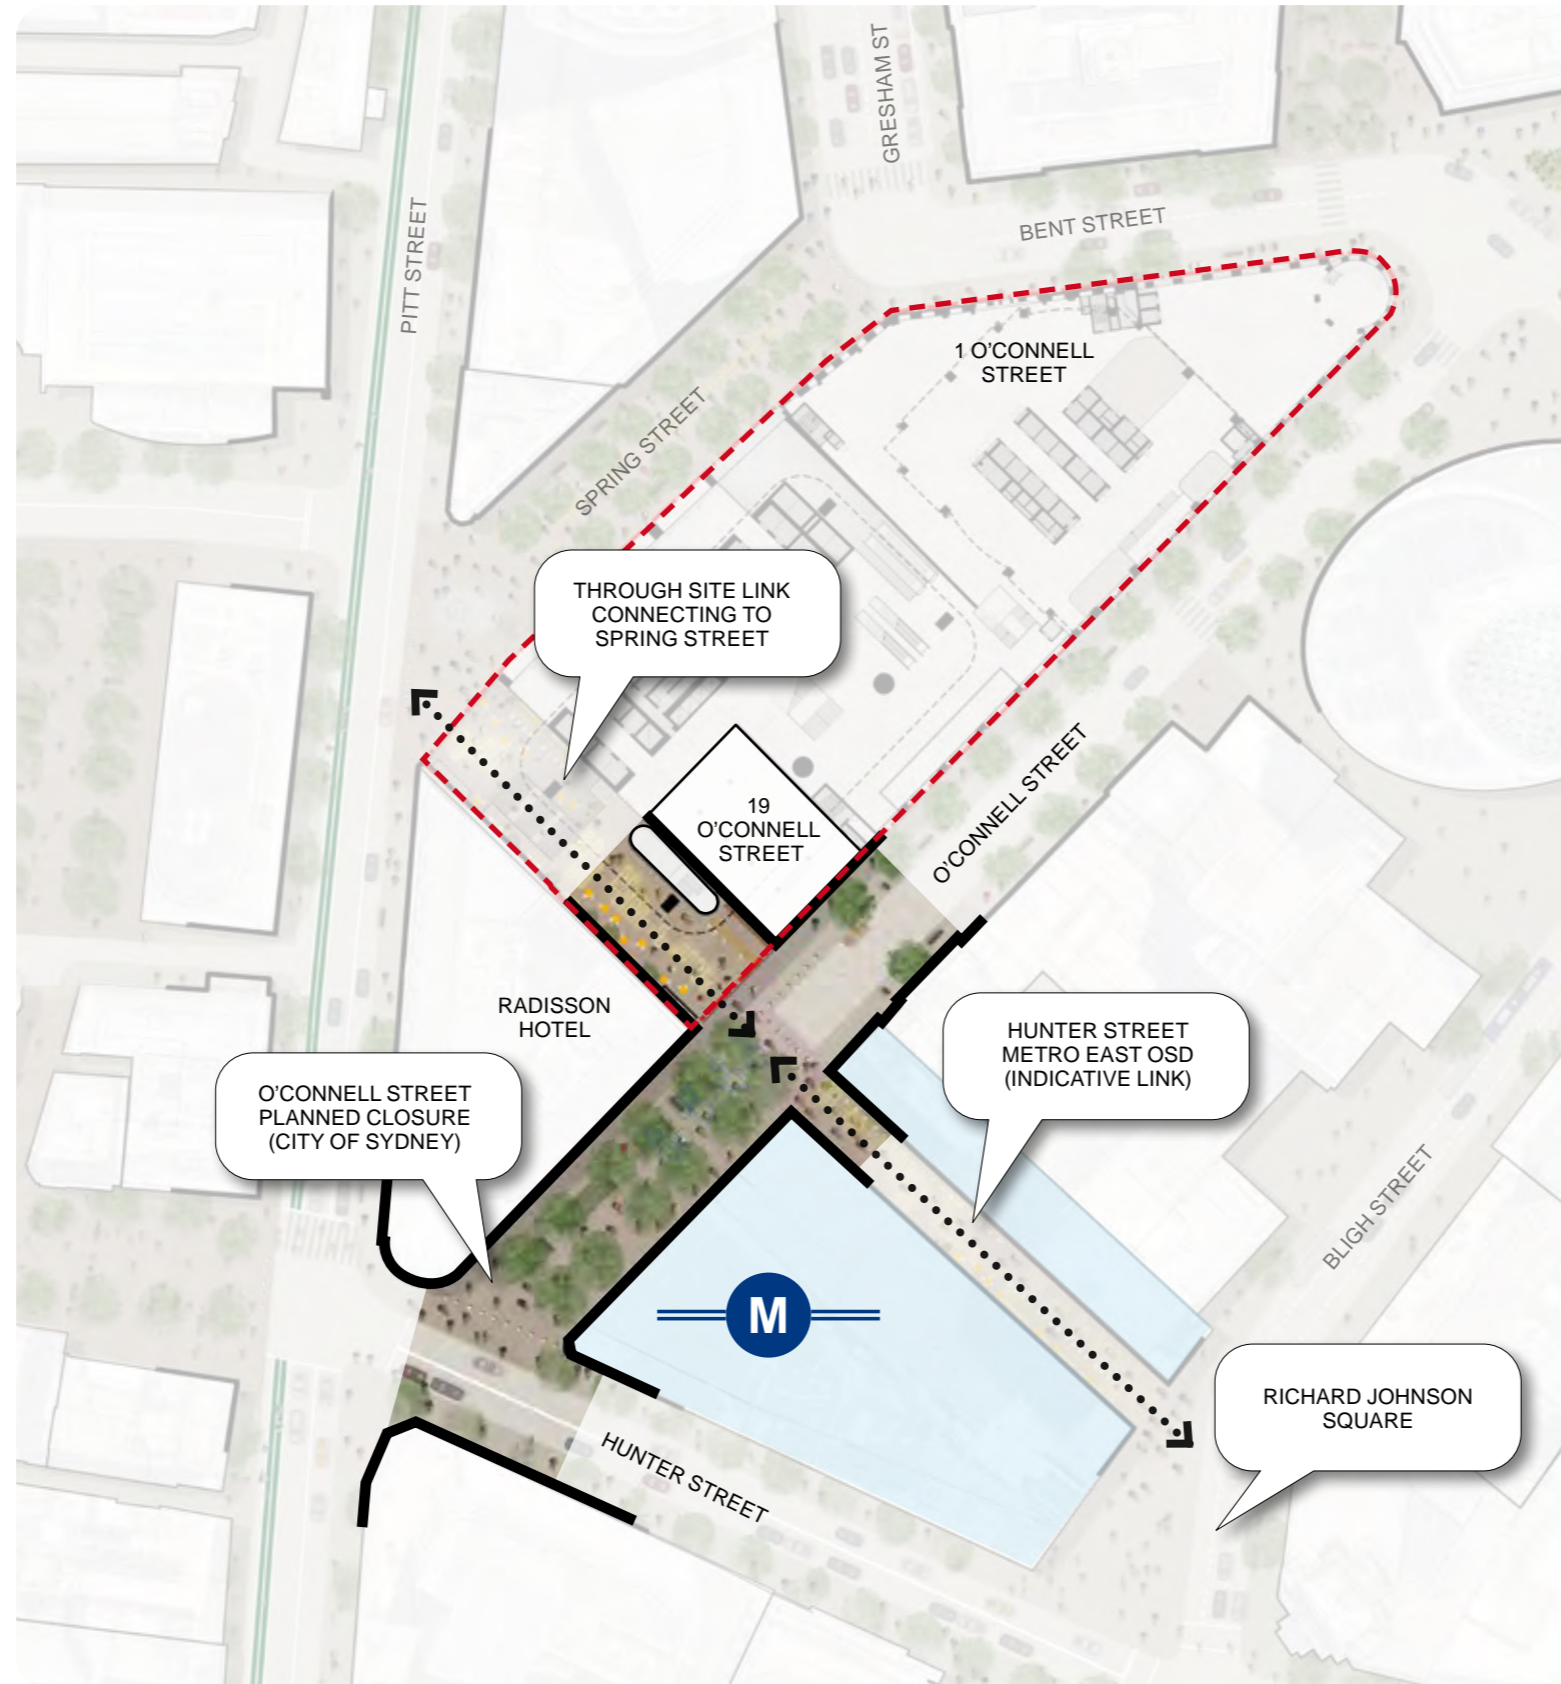 GRESHAM ST
BENT STREET
PITT STREET
1 O'CONNELL
STREET
SPRING STREET
THROUGH SITE LINK
CONNECTING TO
SPRING STREET
19
O'CONNELL
STREET
O'CONNELL STREET
RADISSON
HOTEL
HUNTER STREET
METRO EAST OSD
(INDICATIVE LINK)
O'CONNELL STREET
PLANNED CLOSURE
(CITY OF SYDNEY)
BLIGH STREET
M
RICHARD JOHNSON
SQUARE
HUNTER STREET